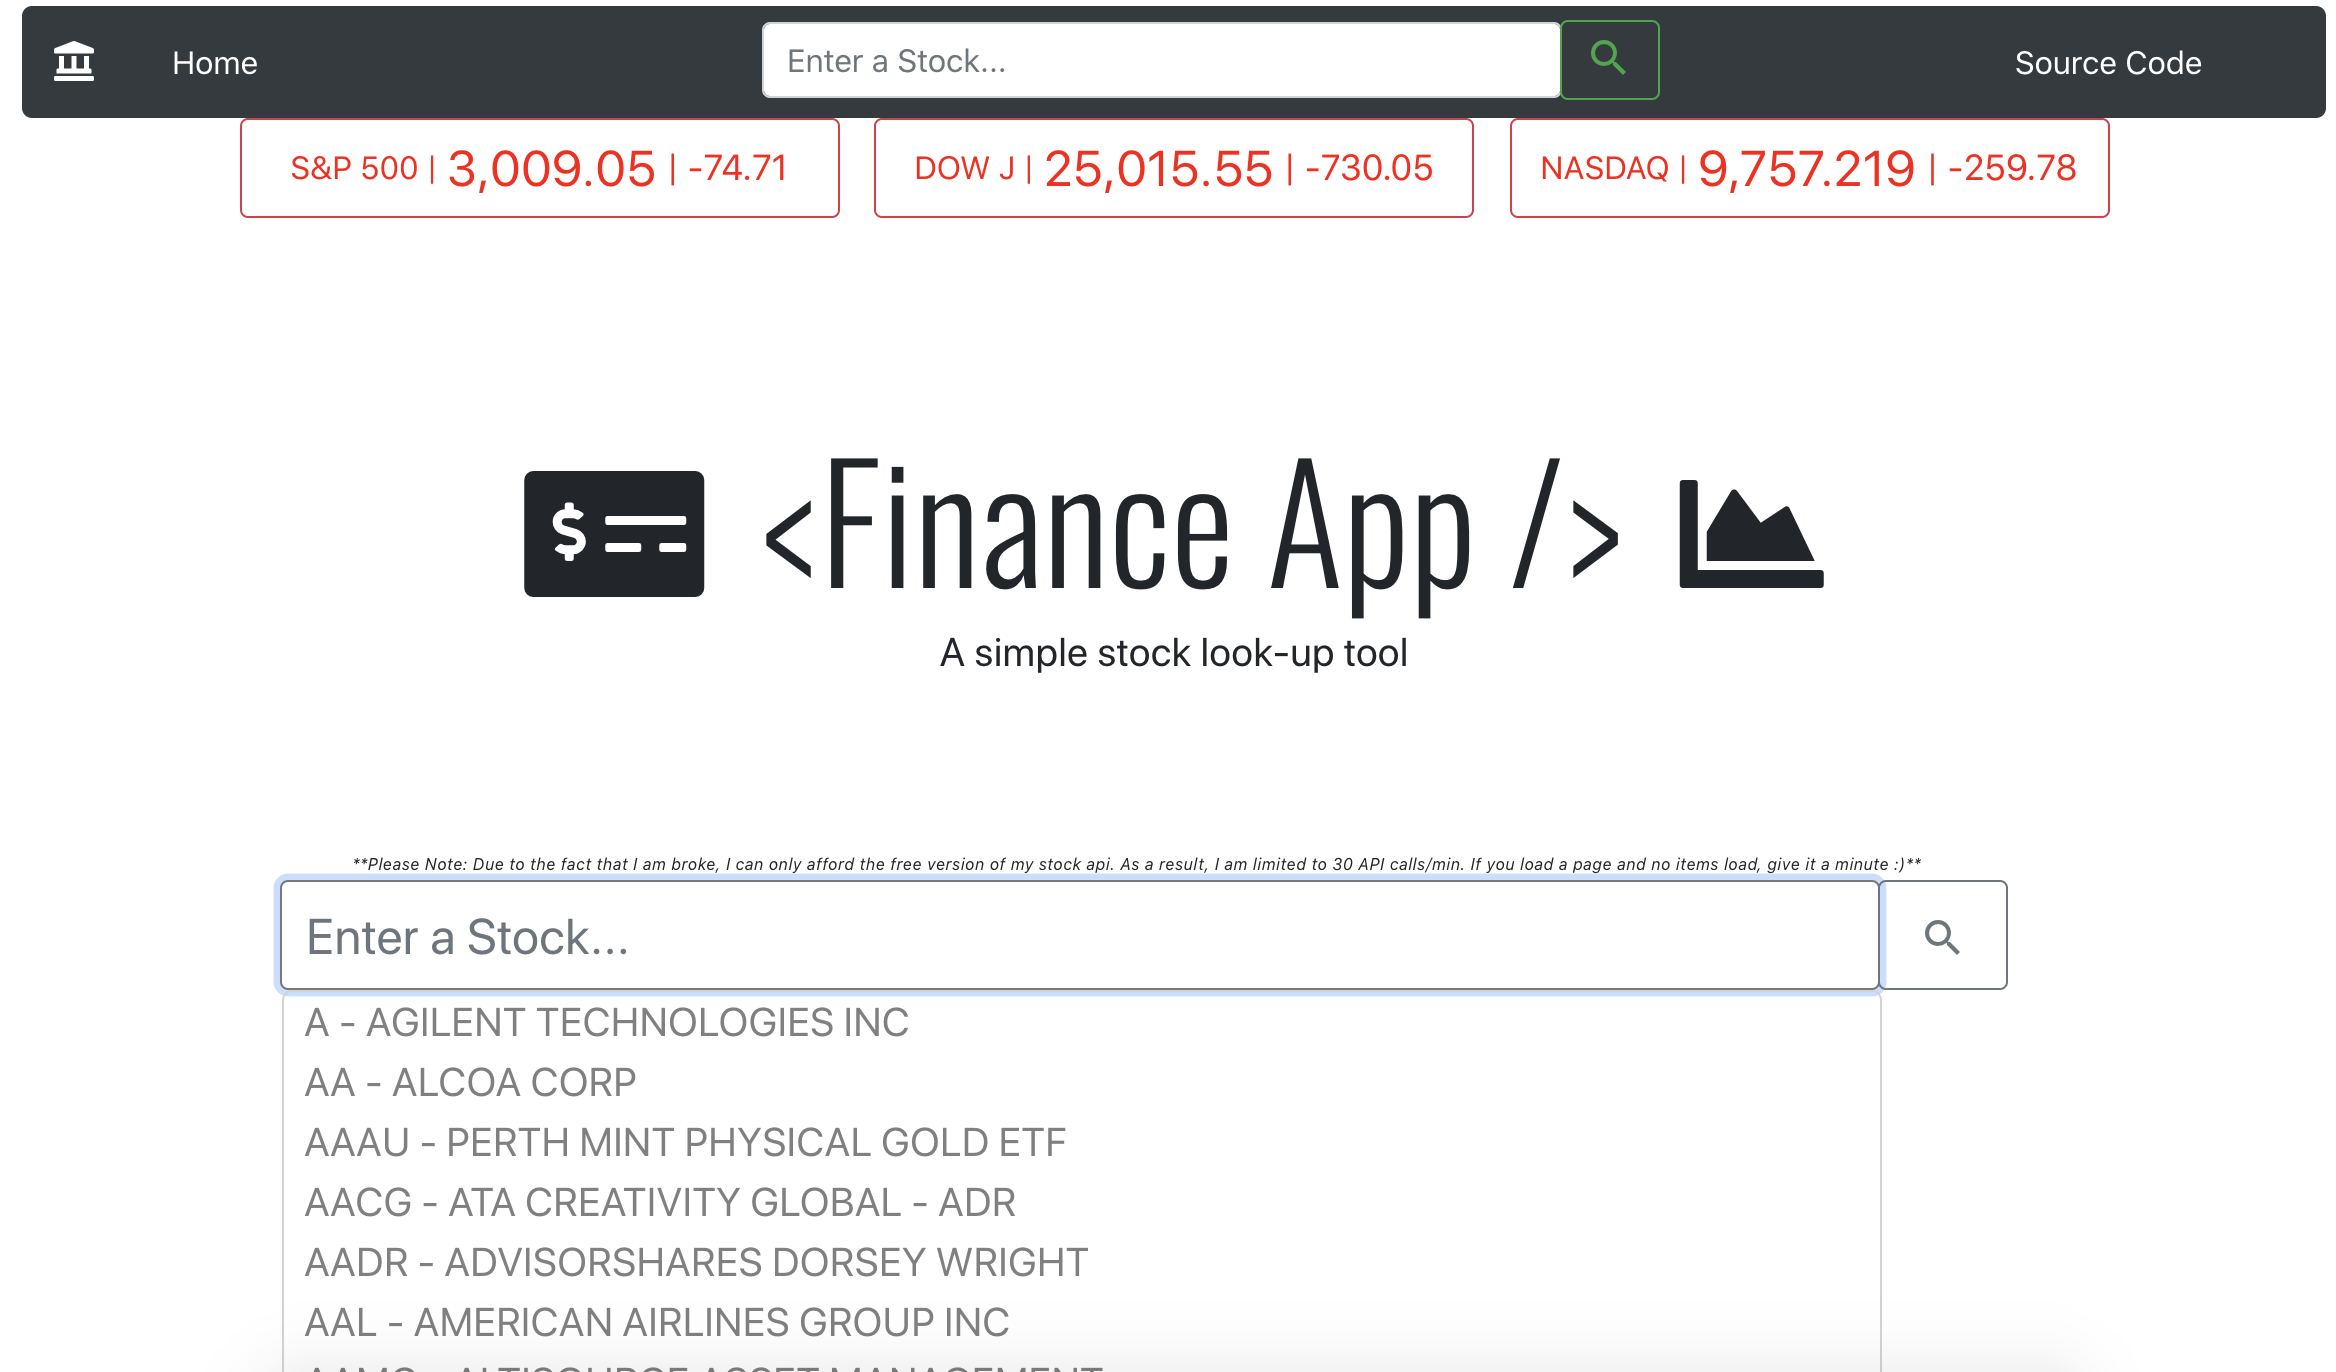 Home
Enter a Stock...
Source Code
S&P 500 | 3,009.05 | -74.71
DOW J | 25,015.55 | -730.05
NASDAQ | 9,757.219 | -259.78
$
<Finance App />
A simple stock look-up tool
**Please Note: Due to the fact that I am broke, I can only afford the free version of my stock api. As a result, I am limited to 30 API calls/min. If you load a page and no items load, give it a minute :)**
Enter a Stock...
A - AGILENT TECHNOLOGIES INC
AA - ALCOA CORP
AAAU - PERTH MINT PHYSICAL GOLD ETF
AACG - ATA CREATIVITY GLOBAL - ADR
AADR - ADVISORSHARES DORSEY WRIGHT
AAL - AMERICAN AIRLINES GROUP INC